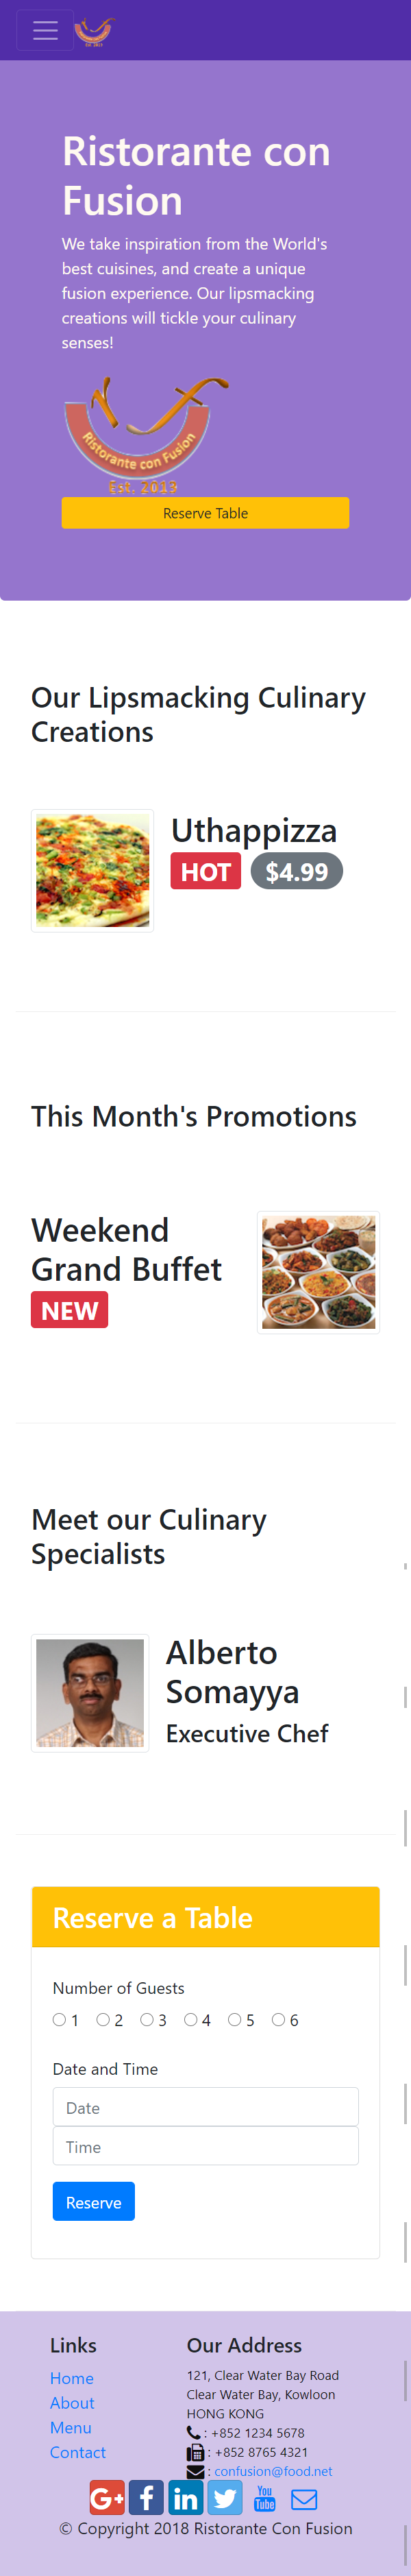 EST. 2013
Ristorante con
Fusion
We take inspiration from the World's
best cuisines, and create a unique
fusion experience. Our lipsmacking
creations will tickle your culinary
senses!
Ristorante con Fusion
Est. 2013
Reserve Table
Our Lipsmacking Culinary
Creations
Uthappizza
HOT $4.99
This Month's Promotions
Weekend
Grand Buffet
NEW
Meet our Culinary
Specialists
Alberto
Somayya
Executive Chef
Reserve a Table
Number of Guests
1 2 3 4 5 6
Date and Time
Date
Time
Reserve
Links
Home
About
Menu
Contact
Our Address
121, Clear Water Bay Road
Clear Water Bay, Kowloon
HONG KONG
: +852 1234 5678
: +852 8765 4321
: confusion@food.net
G+ f in You Tube
© Copyright 2018 Ristorante Con Fusion